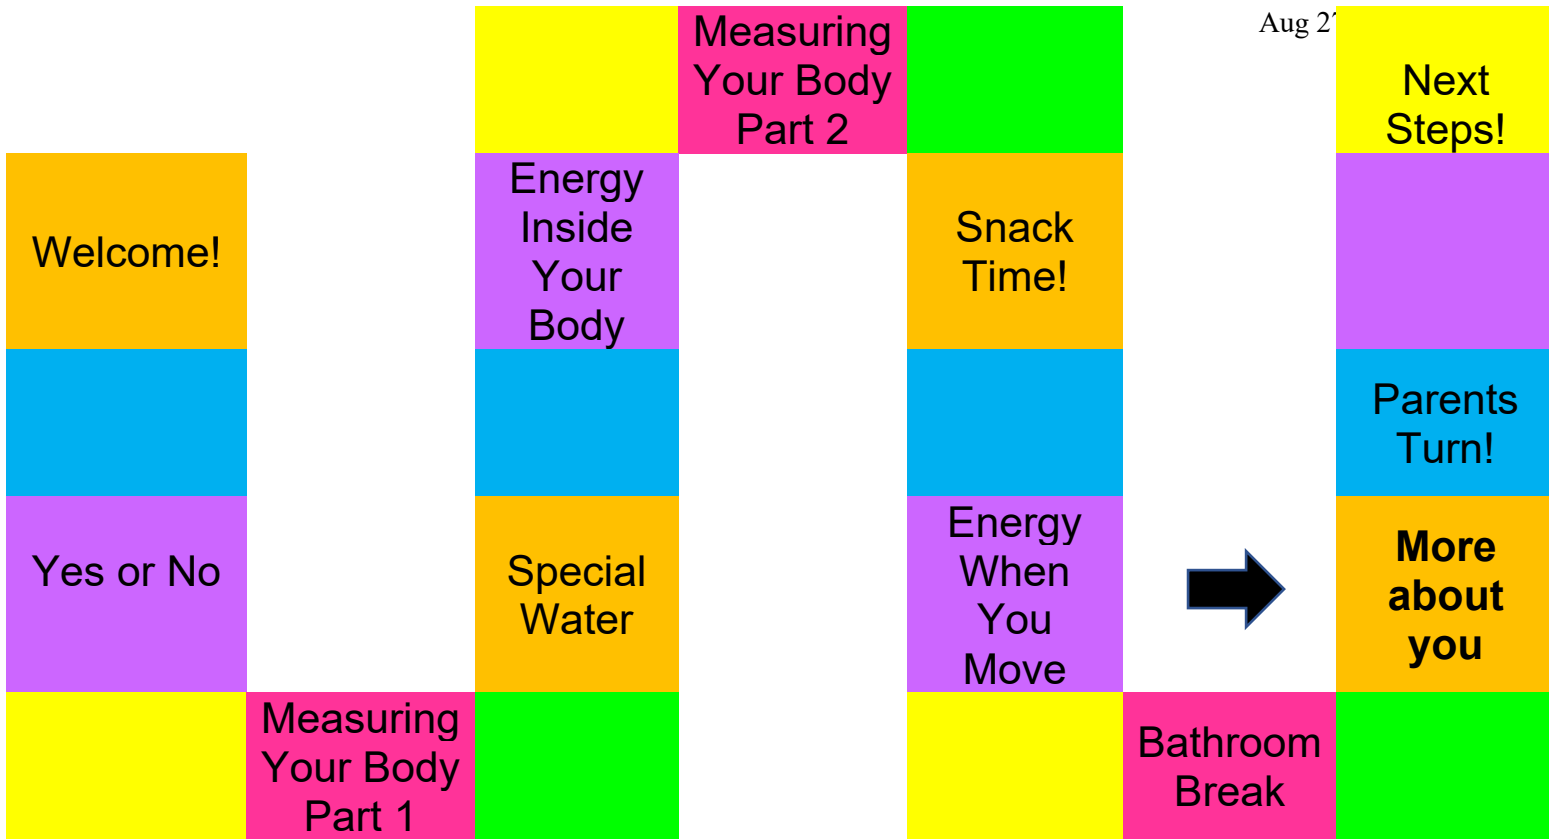 Aug 27
Welcome!
Yes or No
Measuring
Your Body
Part 1
Special
Water
Energy
Inside
Your
Body
Measuring
Your Body
Part 2
Snack
Time!
Energy
When
You
Move
Bathroom
Break
More
about
you
Parents
Turn!
Next
Steps!